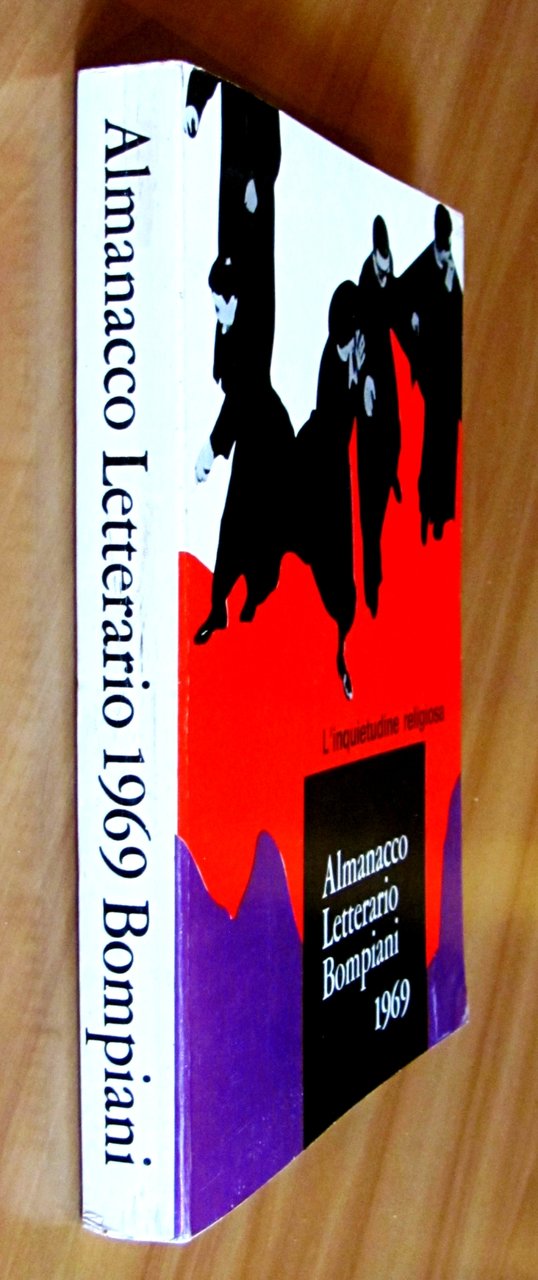 Almanacco Letterario 1969 Bompiani
L'inquietudine religiosa
Almanacco
Letterario
Bompiani
1969